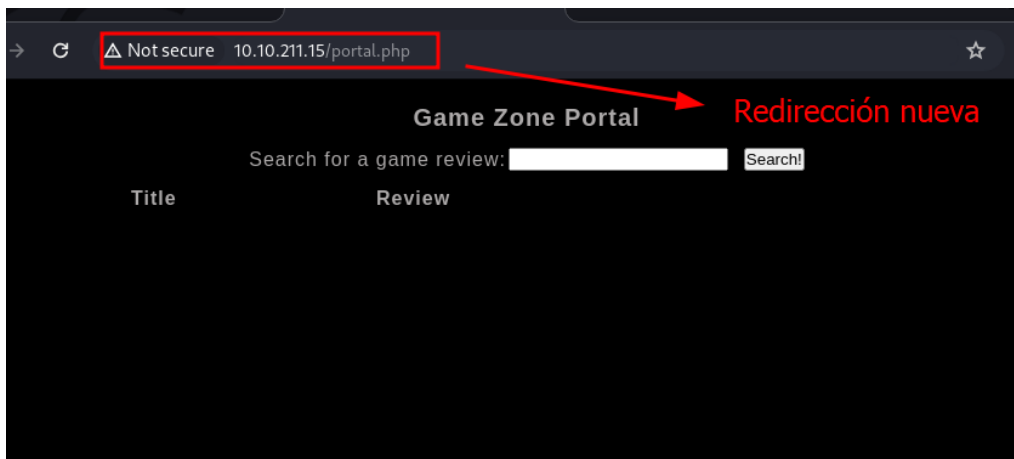 Not secure 10.10.211.15/portal.php
Game Zone Portal
Redirección nueva
Search for a game review: Search!
Title Review